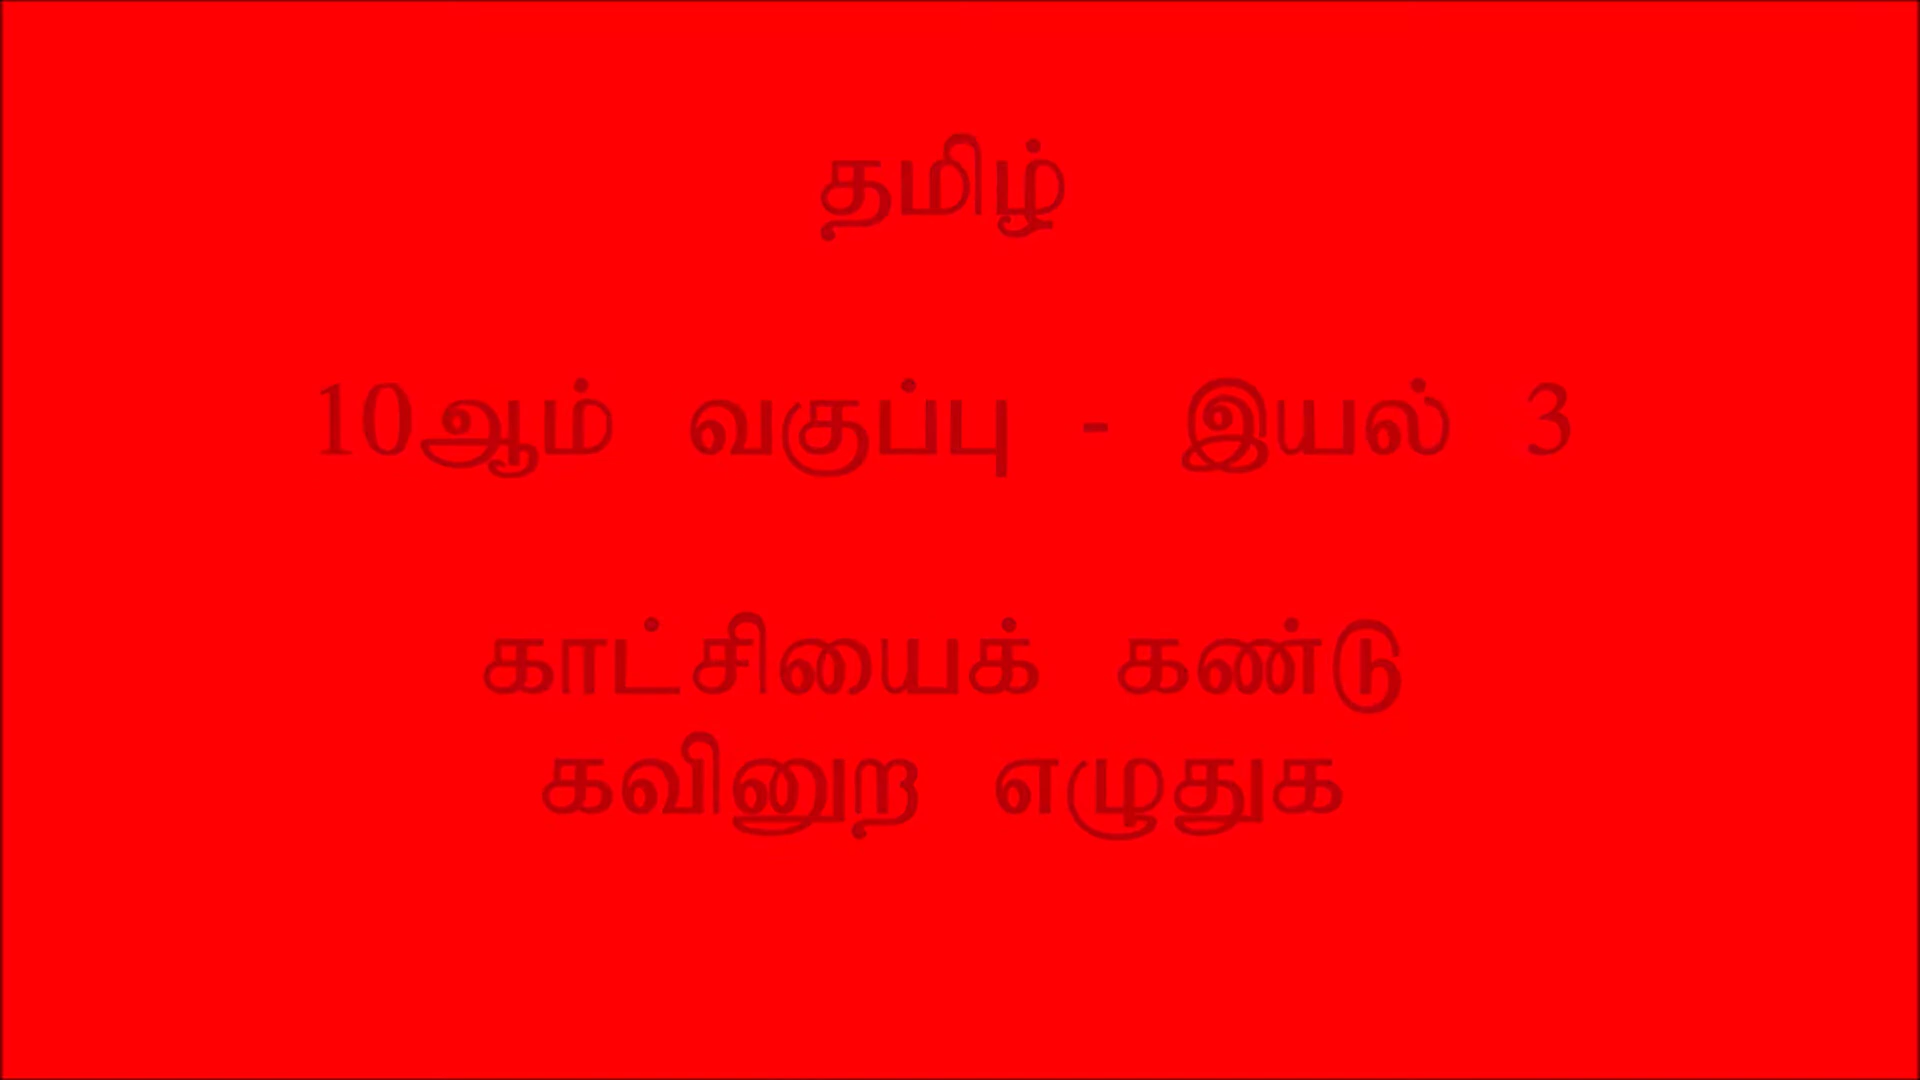 தமிழ்
10ஆம் வகுப்பு - இயல் 3
காட்சியைக் கண்டு
கவினுற எழுதுக